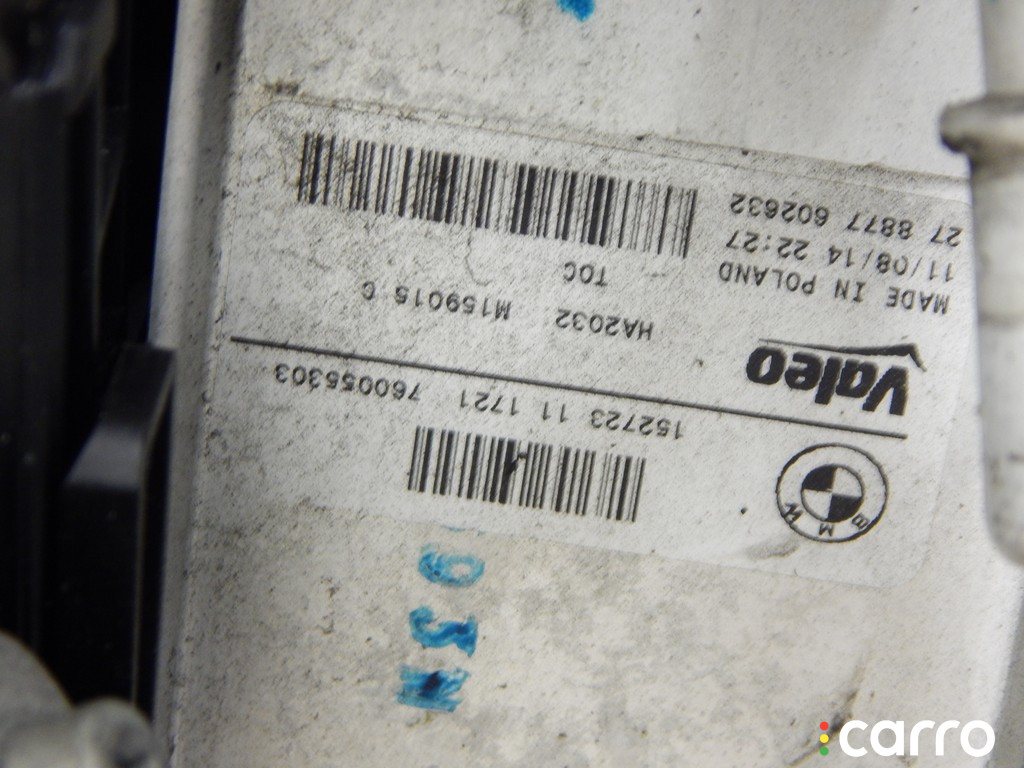 BMW
152723 11 1721 760055303
Valeo
HA2032 M159015 C
MADE IN POLAND TOC
11/08/14 22:27
27 8877 602632
carro